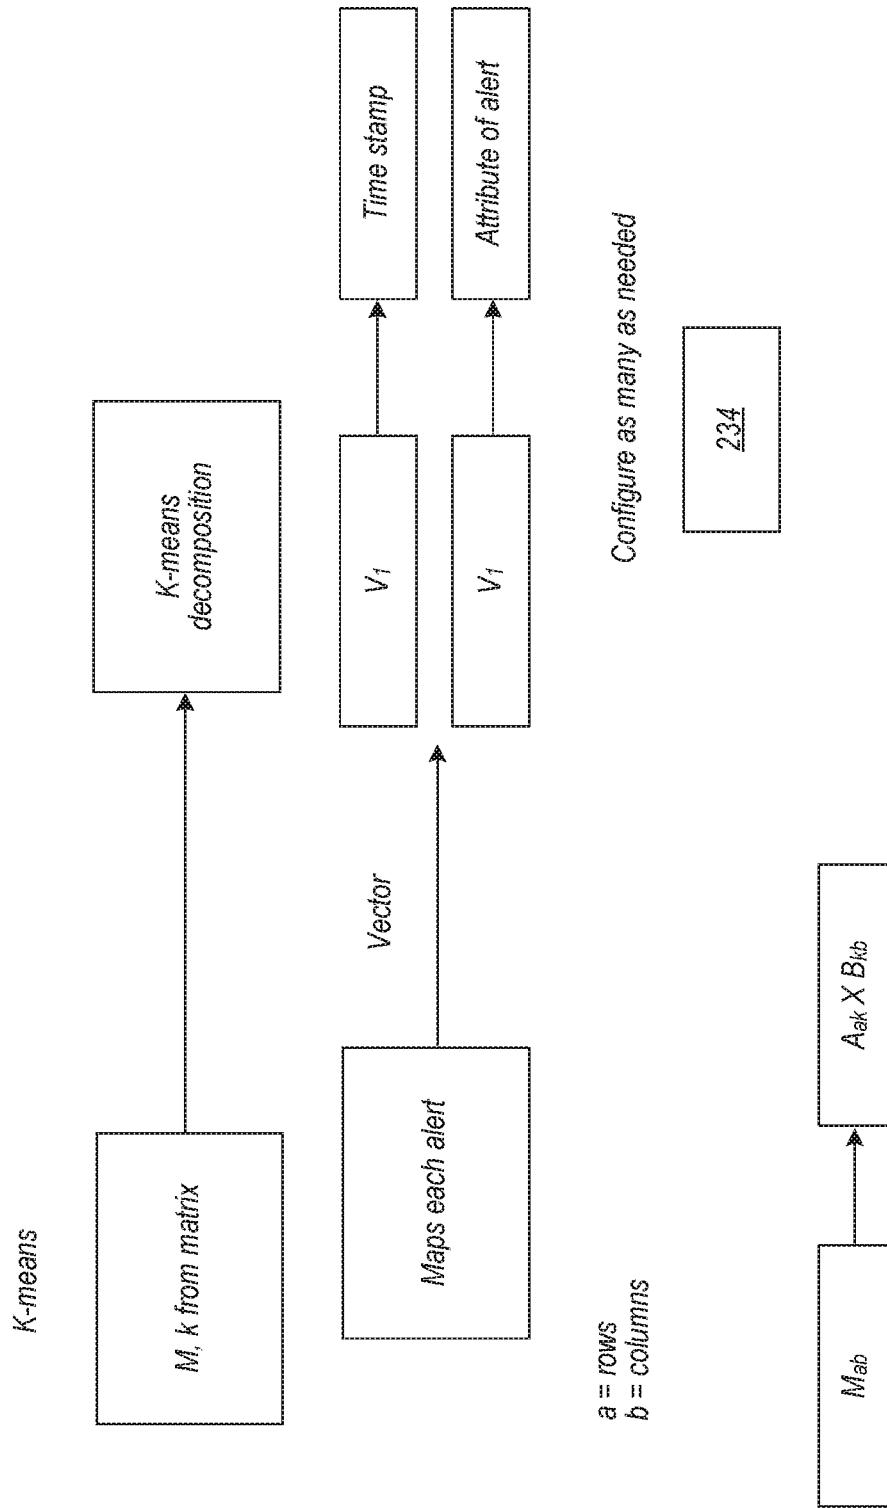 K-means
M, k from matrix
K-means
decomposition
Maps each alert
Vector
V₁
Time stamp
V₁
Attribute of alert
a = rows
b = columns
Configure as many as needed
234
Mab
Aak X Bkb